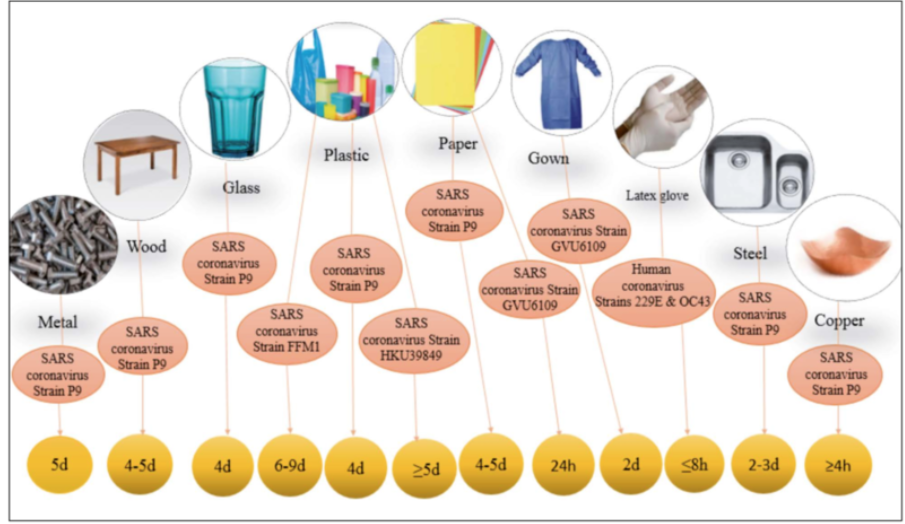 Metal
SARS
coronavirus
Strain P9
5d
Wood
SARS
coronavirus
Strain P9
4-5d
Glass
SARS
coronavirus
Strain P9
4d
Plastic
SARS
coronavirus
Strain FFM1
6-9d
SARS
coronavirus
Strain P9
4d
SARS
coronavirus Strain
HKU39849
≥5d
Paper
SARS
coronavirus
Strain P9
4-5d
SARS
coronavirus Strain
GVU6109
24h
Gown
SARS
coronavirus Strain
GVU6109
2d
Latex glove
Human
coronavirus
Strains 229E & OC43
≤8h
Steel
SARS
coronavirus
Strain P9
2-3d
Copper
SARS
coronavirus
Strain P9
≥4h